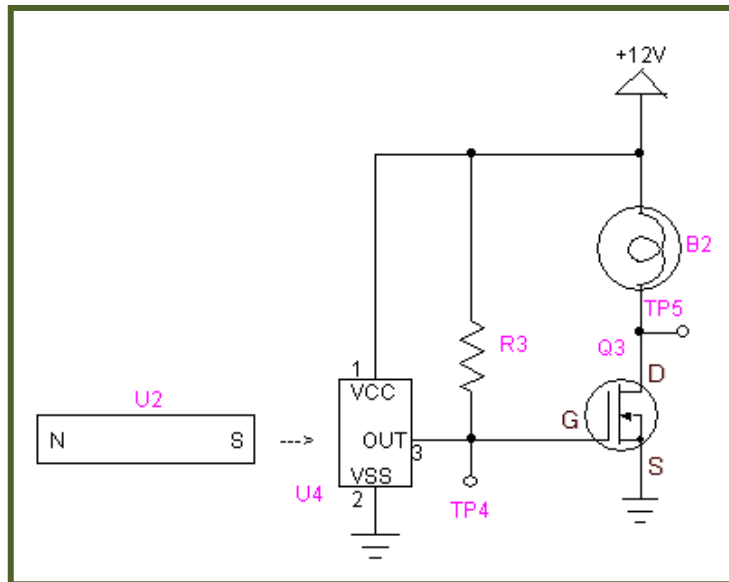 +12V
B2
TP5
R3
Q3
D
1
VCC
U2
G
N
S
--->
OUT
3
S
VSS
U4
2
TP4